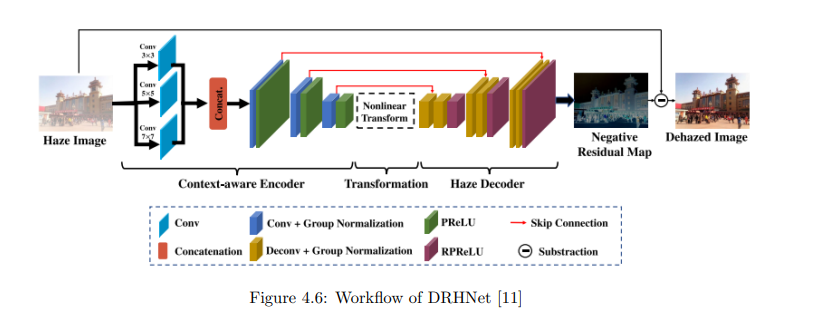 Conv
3×3
Conv
5×5
Conv
7×7
Concat.
Nonlinear
Transform
Haze Image
Negative
Residual Map
Dehazed Image
Context-aware Encoder
Transformation
Haze Decoder
Conv
Conv + Group Normalization
PReLU
Skip Connection
Concatenation
Deconv + Group Normalization
RPReLU
Substraction
Figure 4.6: Workflow of DRHNet [11]